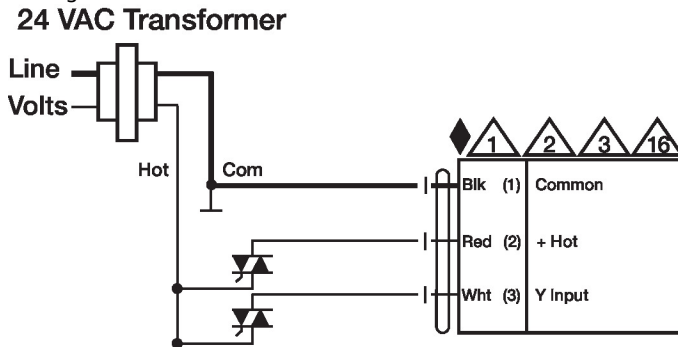 24 VAC Transformer
Line
Volts
Hot
Com
1
2
3
16
Blk (1) Common
Red (2) + Hot
Wht (3) Y Input